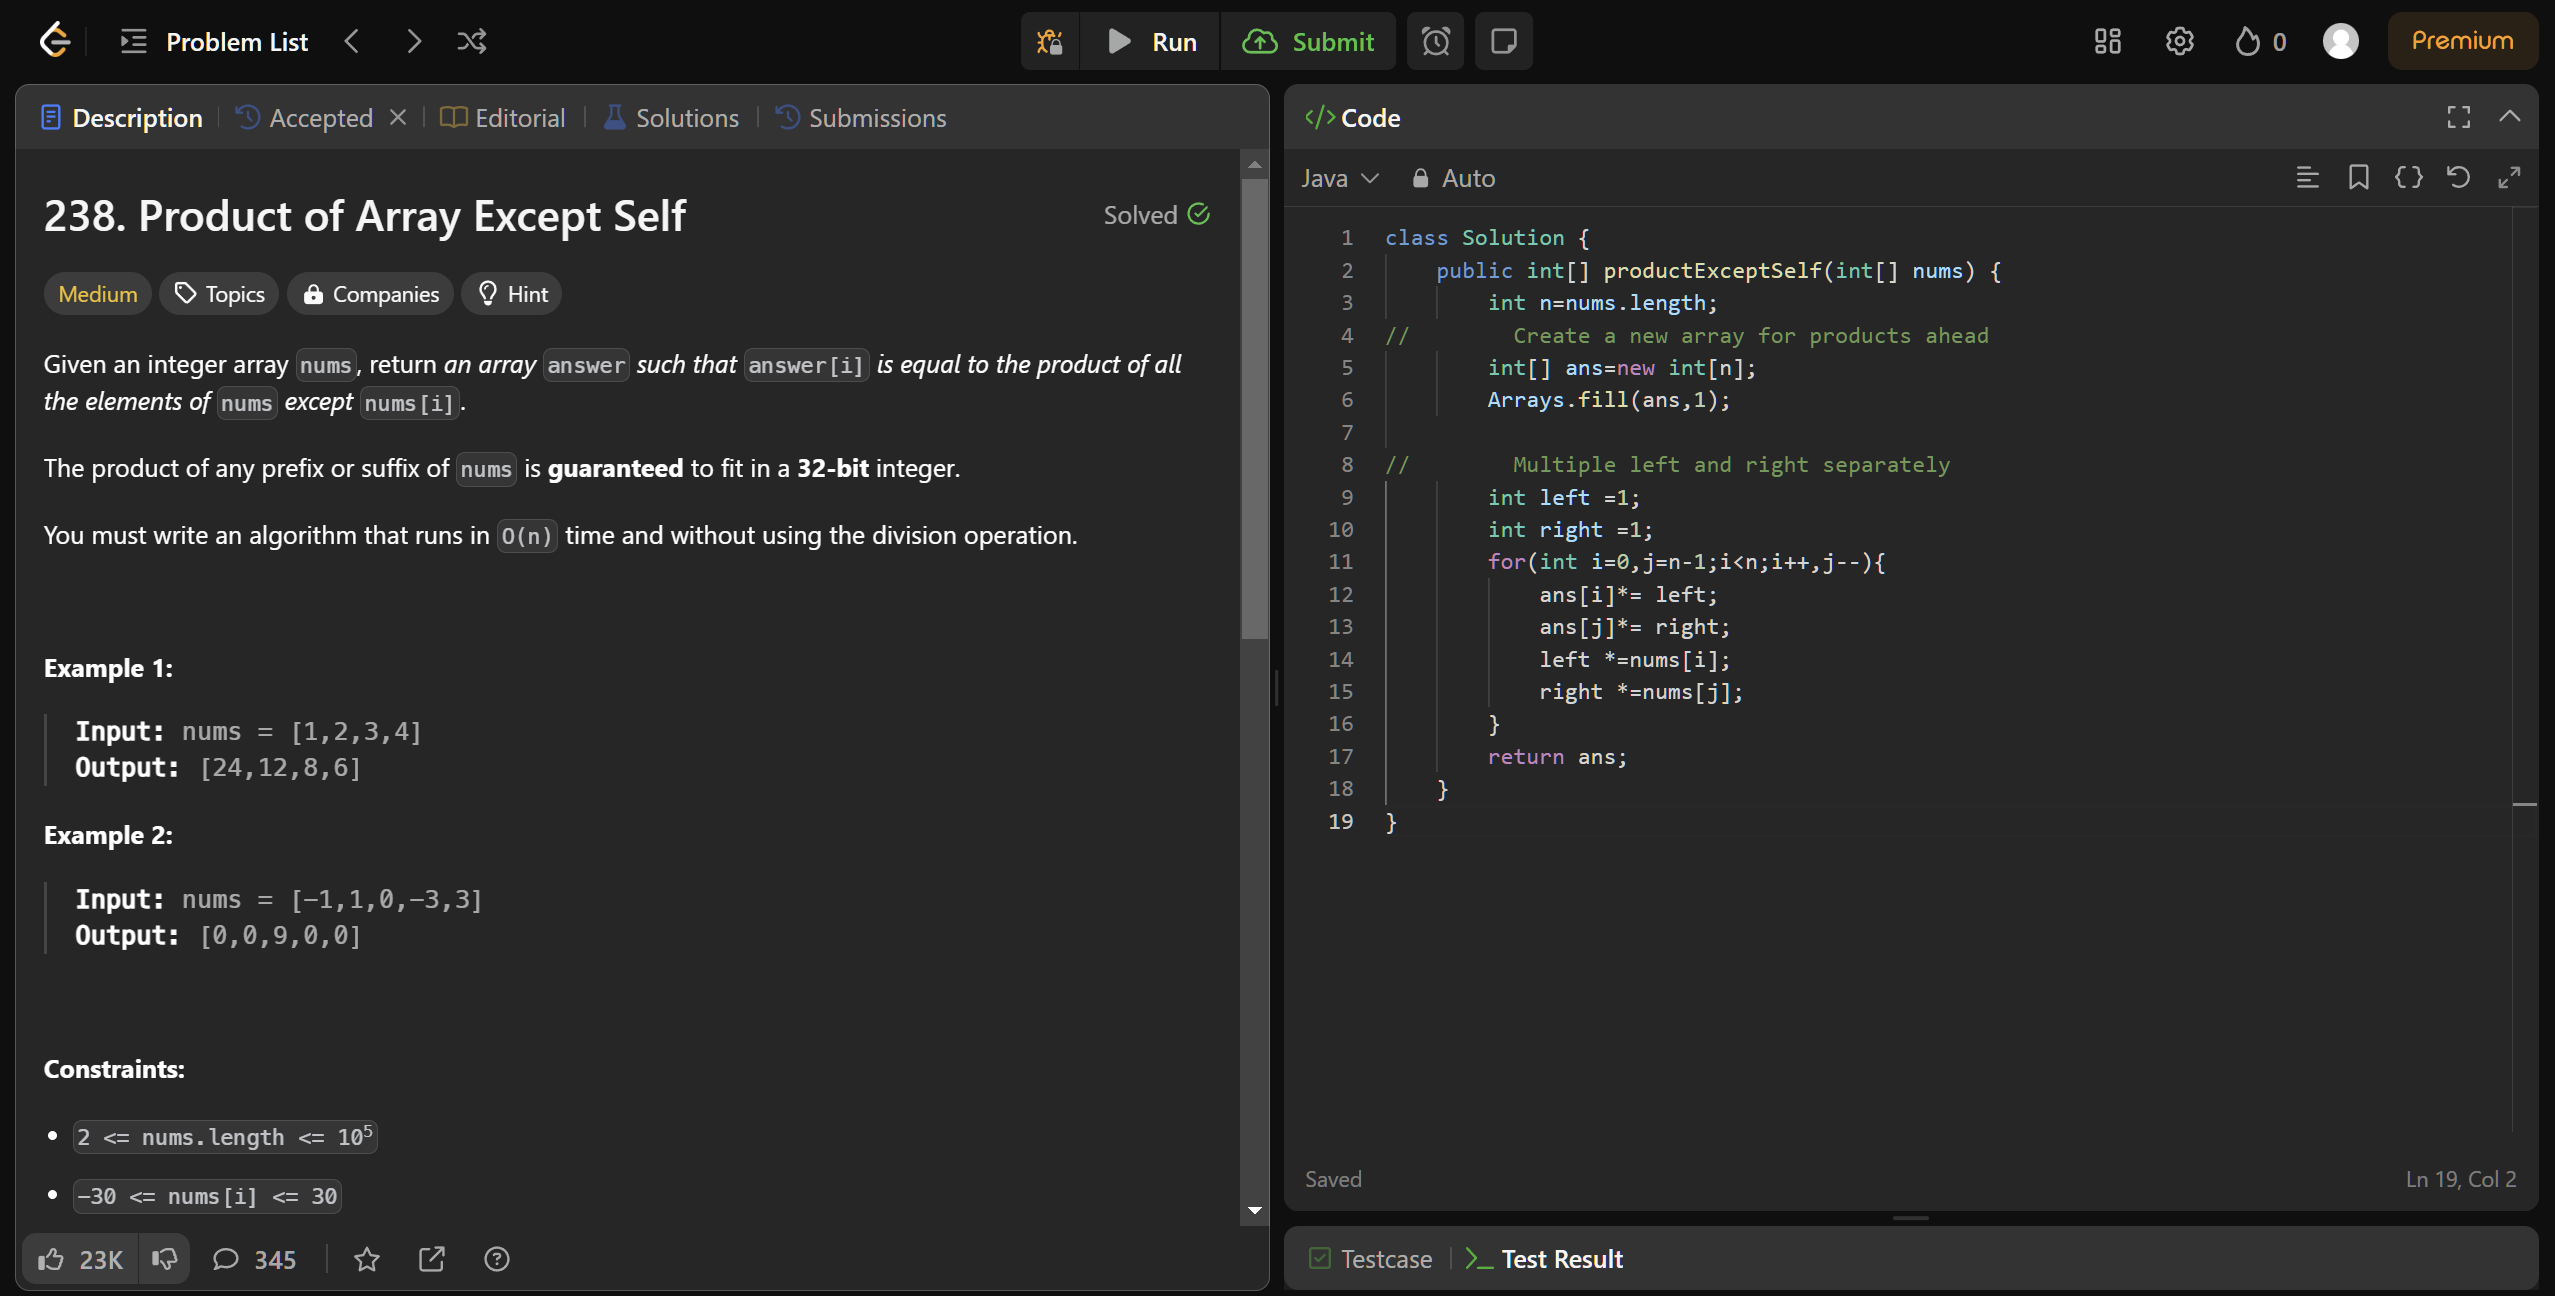 Problem List
Run
Submit
0
Premium
Description
Accepted
Editorial
Solutions
Submissions
238. Product of Array Except Self
Solved
Medium
Topics
Companies
Hint
Given an integer array nums, return an array answer such that answer[i] is equal to the product of all
the elements of nums except nums[i].
The product of any prefix or suffix of nums is guaranteed to fit in a 32-bit integer.
You must write an algorithm that runs in O(n) time and without using the division operation.
Example 1:
Input: nums = [1,2,3,4]
Output: [24,12,8,6]
Example 2:
Input: nums = [-1,1,0,-3,3]
Output: [0,0,9,0,0]
Constraints:
• 2 <= nums.length <= 10⁵
• -30 <= nums[i] <= 30
23K
345
</> Code
Java
Auto
1 class Solution {
2     public int[] productExceptSelf(int[] nums) {
3         int n=nums.length;
4 //        Create a new array for products ahead
5         int[] ans=new int[n];
6         Arrays.fill(ans,1);
7
8 //        Multiple left and right separately
9         int left =1;
10         int right =1;
11         for(int i=0,j=n-1;i<n;i++,j--){
12             ans[i]*= left;
13             ans[j]*= right;
14             left *=nums[i];
15             right *=nums[j];
16         }
17         return ans;
18     }
19 }
Saved
Ln 19, Col 2
Testcase
Test Result